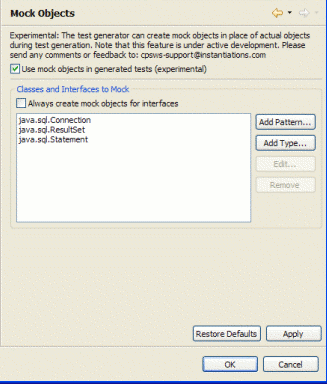 Mock Objects
Experimental: The test generator can create mock objects in place of actual objects
during test generation. Note that this feature is under active development. Please
send any comments or feedback to: cpsws-support@instantiations.com
Use mock objects in generated tests (experimental)
Classes and Interfaces to Mock
Always create mock objects for interfaces
java.sql.Connection
java.sql.ResultSet
java.sql.Statement
Add Pattern...
Add Type...
Edit...
Remove
Restore Defaults
Apply
OK
Cancel